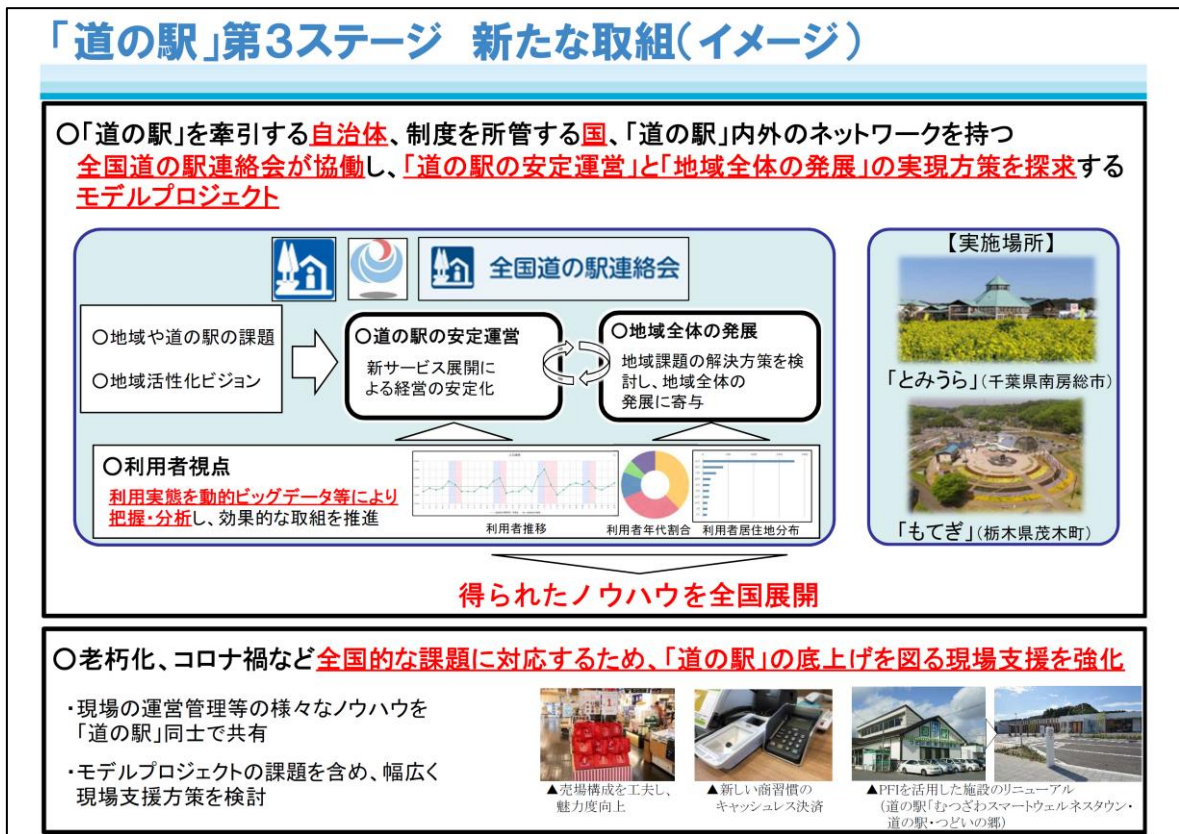 「道の駅」第3ステージ 新たな取組(イメージ)
○「道の駅」を牽引する自治体、制度を所管する国、「道の駅」内外のネットワークを持つ
全国道の駅連絡会が協働し、「道の駅の安定運営」と「地域全体の発展」の実現方策を探求する
モデルプロジェクト
全国道の駅連絡会
○地域や道の駅の課題
○地域活性化ビジョン
○道の駅の安定運営
新サービス展開に
よる経営の安定化
○地域全体の発展
地域課題の解決方策を検
討し、地域全体の
発展に寄与
○利用者視点
利用実態を動的ビッグデータ等により
把握・分析し、効果的な取組を推進
利用者推移
利用者年代割合
利用者居住地分布
【実施場所】
「とみうら」(千葉県南房総市)
「もてぎ」(栃木県茂木町)
得られたノウハウを全国展開
○老朽化、コロナ禍など全国的な課題に対応するため、「道の駅」の底上げを図る現場支援を強化
・現場の運営管理等の様々なノウハウを
「道の駅」同士で共有
・モデルプロジェクトの課題を含め、幅広く
現場支援方策を検討
▲売場構成を工夫し、
魅力度向上
▲新しい商習慣の
キャッシュレス決済
▲PFIを活用した施設のリニューアル
(道の駅「むつざわスマートウェルネスタウン・
道の駅・つどいの郷)